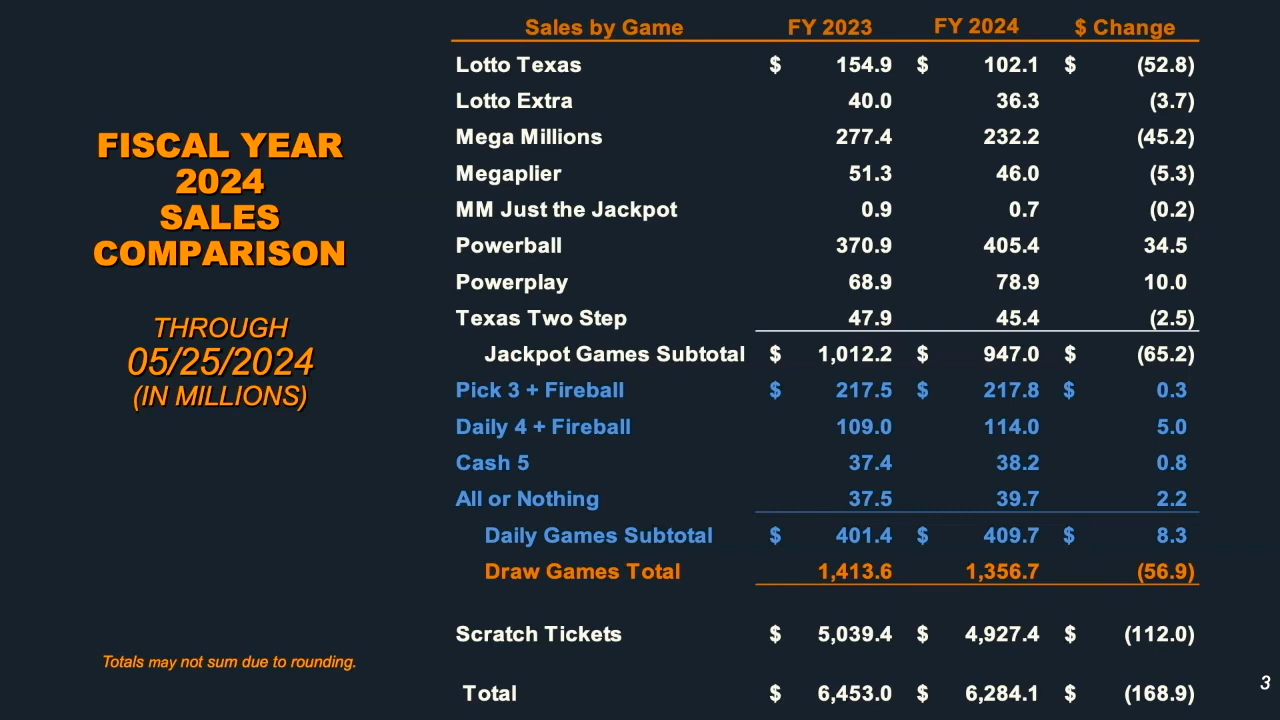 FISCAL YEAR
2024
SALES
COMPARISON
THROUGH
05/25/2024
(IN MILLIONS)
Totals may not sum due to rounding.
Sales by Game FY 2023 FY 2024 $ Change
Lotto Texas $ 154.9 $ 102.1 $ (52.8)
Lotto Extra 40.0 36.3 (3.7)
Mega Millions 277.4 232.2 (45.2)
Megaplier 51.3 46.0 (5.3)
MM Just the Jackpot 0.9 0.7 (0.2)
Powerball 370.9 405.4 34.5
Powerplay 68.9 78.9 10.0
Texas Two Step 47.9 45.4 (2.5)
Jackpot Games Subtotal $ 1,012.2 $ 947.0 $ (65.2)
Pick 3 + Fireball $ 217.5 $ 217.8 $ 0.3
Daily 4 + Fireball 109.0 114.0 5.0
Cash 5 37.4 38.2 0.8
All or Nothing 37.5 39.7 2.2
Daily Games Subtotal $ 401.4 $ 409.7 $ 8.3
Draw Games Total 1,413.6 1,356.7 (56.9)
Scratch Tickets $ 5,039.4 $ 4,927.4 $ (112.0)
Total $ 6,453.0 $ 6,284.1 $ (168.9)
3